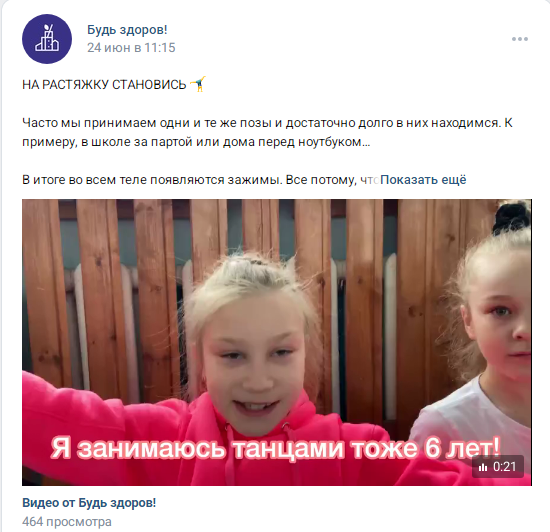 Будь здоров!
24 июн в 11:15
НА РАСТЯЖКУ СТАНОВИСЬ 🤸
Часто мы принимаем одни и те же позы и достаточно долго в них находимся. К
примеру, в школе за партой или дома перед ноутбуком...
В итоге во всем теле появляются зажимы. Все потому, что Показать ещё
Я занимаюсь танцами тоже 6 лет!
0:21
Видео от Будь здоров!
464 просмотра